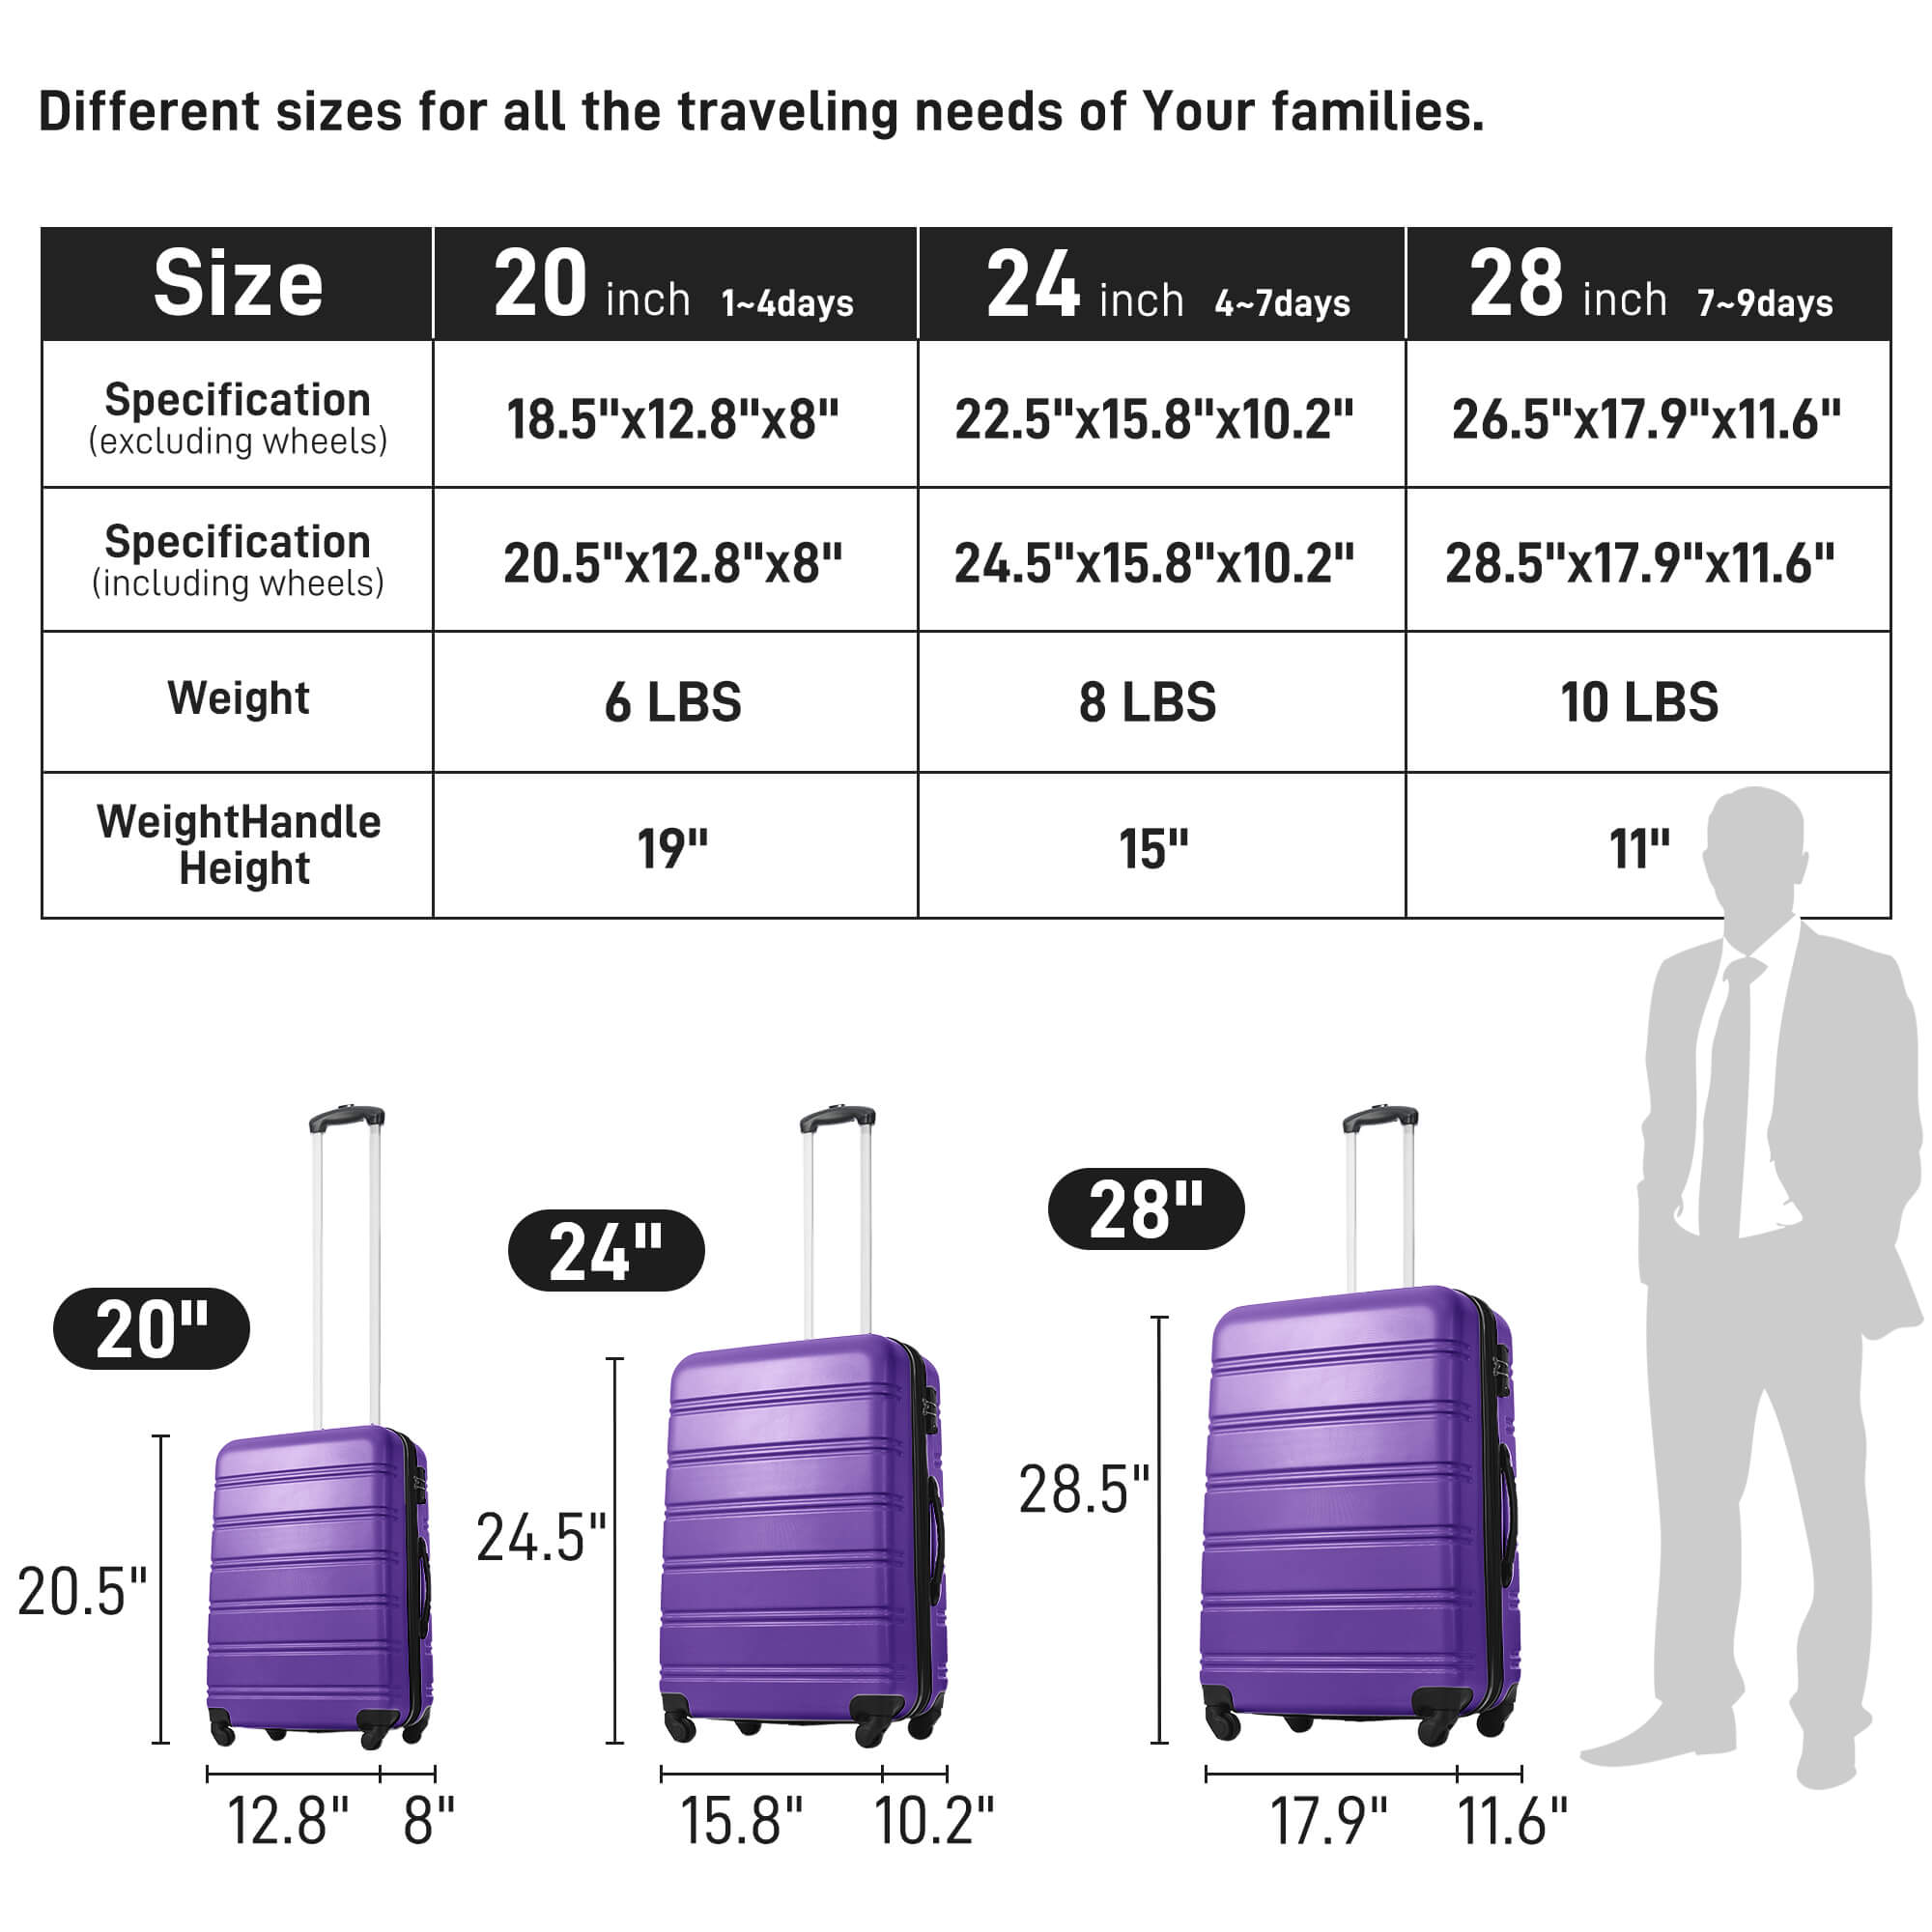 Different sizes for all the traveling needs of Your families.
Size 20 inch 1~4days 24 inch 4~7days 28 inch 7~9days
Specification
(excluding wheels)
18.5"x12.8"x8" 22.5"x15.8"x10.2" 26.5"x17.9"x11.6"
Specification
(including wheels)
20.5"x12.8"x8" 24.5"x15.8"x10.2" 28.5"x17.9"x11.6"
Weight 6 LBS 8 LBS 10 LBS
WeightHandle
Height
19" 15" 11"
20"
20.5"
12.8" 8"
24"
24.5"
15.8" 10.2"
28"
28.5"
17.9" 11.6"